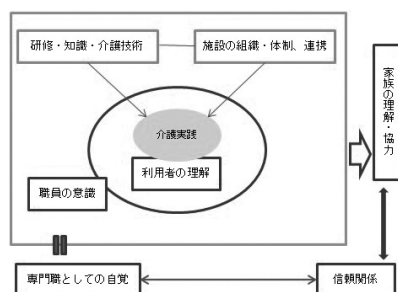 研修・知識・介護技術
施設の組織・体制、連携
家族の理解・協力
介護実践
利用者の理解
職員の意識
専門職としての自覚
信頼関係